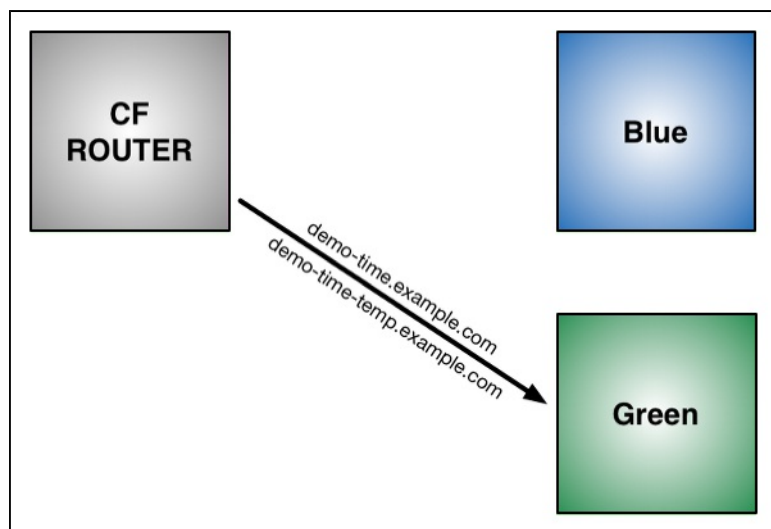 CF
ROUTER
Blue
demo-time.example.com
demo-time-temp.example.com
Green